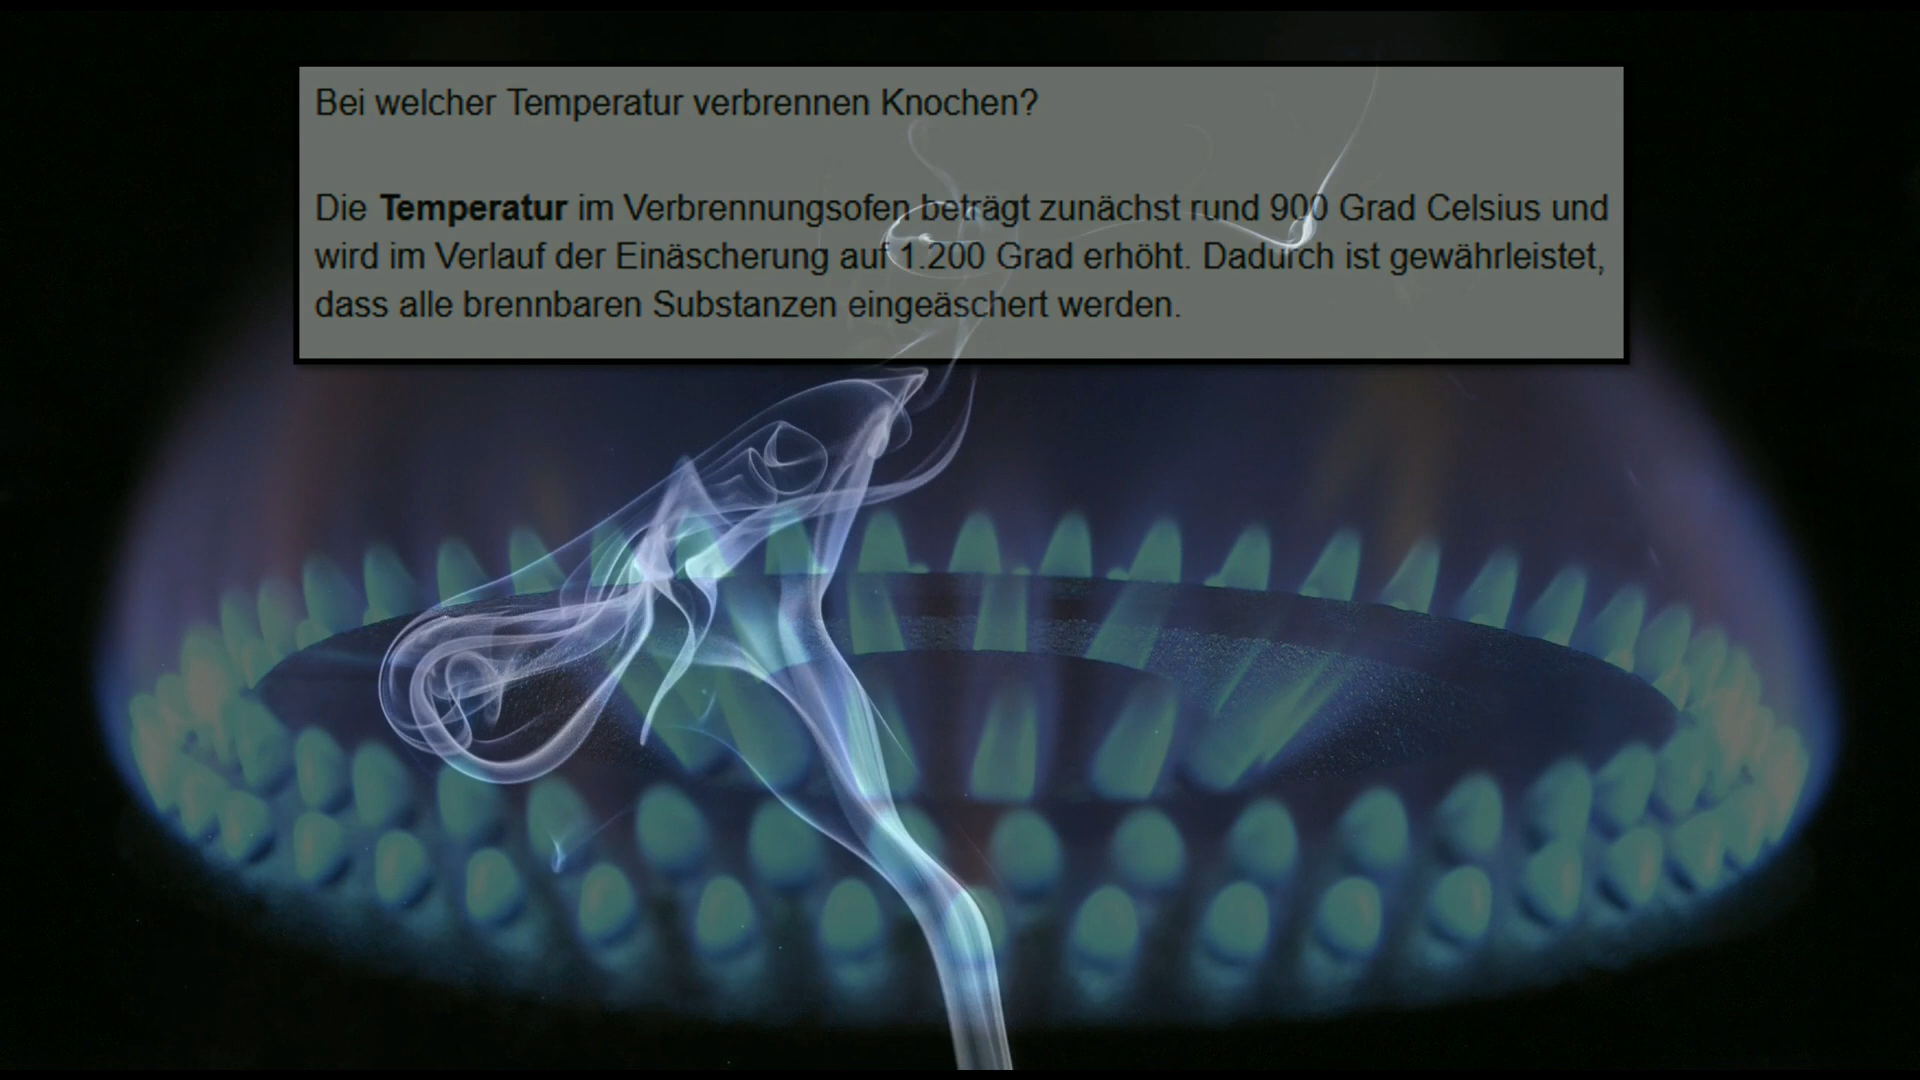 Bei welcher Temperatur verbrennen Knochen?
Die Temperatur im Verbrennungsofen beträgt zunächst rund 900 Grad Celsius und
wird im Verlauf der Einäscherung auf 1.200 Grad erhöht. Dadurch ist gewährleistet,
dass alle brennbaren Substanzen eingeäschert werden.